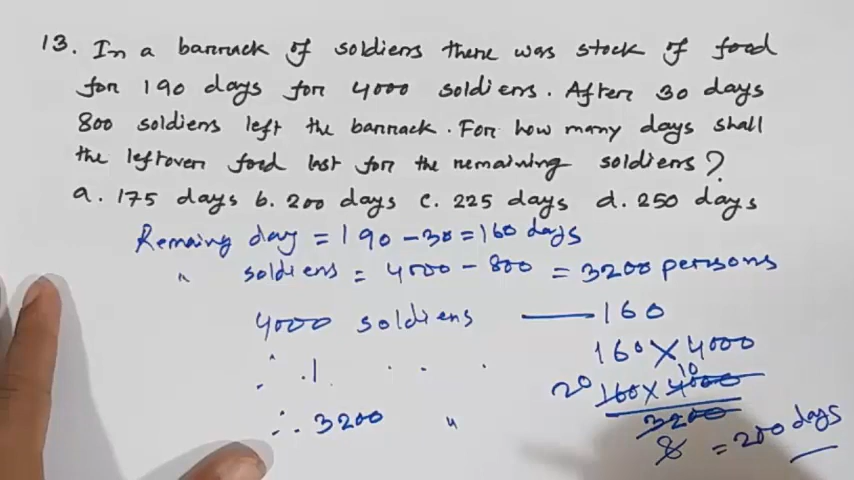 13. In a barrack of soldiers there was stock of food
for 190 days for 4000 soldiers. After 30 days
800 soldiers left the barrack. For how many days shall
the leftover food last for the remaining soldiers?
a. 175 days b. 200 days c. 225 days d. 250 days
Remaing day = 190 - 30 = 160 days
" soldiers = 4000 - 800 = 3200 persons
4000 soldiers — 160
∴ 1 . . . 160 × 4000
20 10
∴ 3200 " 160 × 4000
3200
8 = 200 days